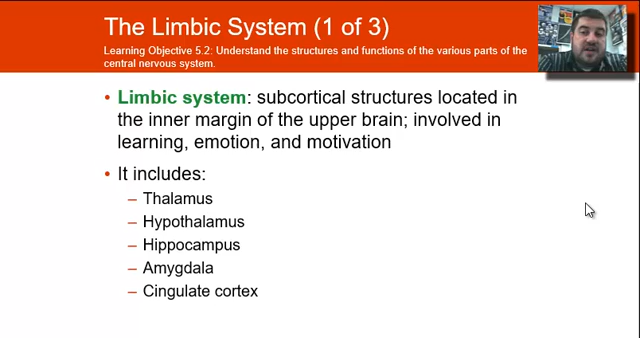 The Limbic System (1 of 3)
Learning Objective 5.2: Understand the structures and functions of the various parts of the
central nervous system.
• Limbic system: subcortical structures located in
the inner margin of the upper brain; involved in
learning, emotion, and motivation
• It includes:
– Thalamus
– Hypothalamus
– Hippocampus
– Amygdala
– Cingulate cortex